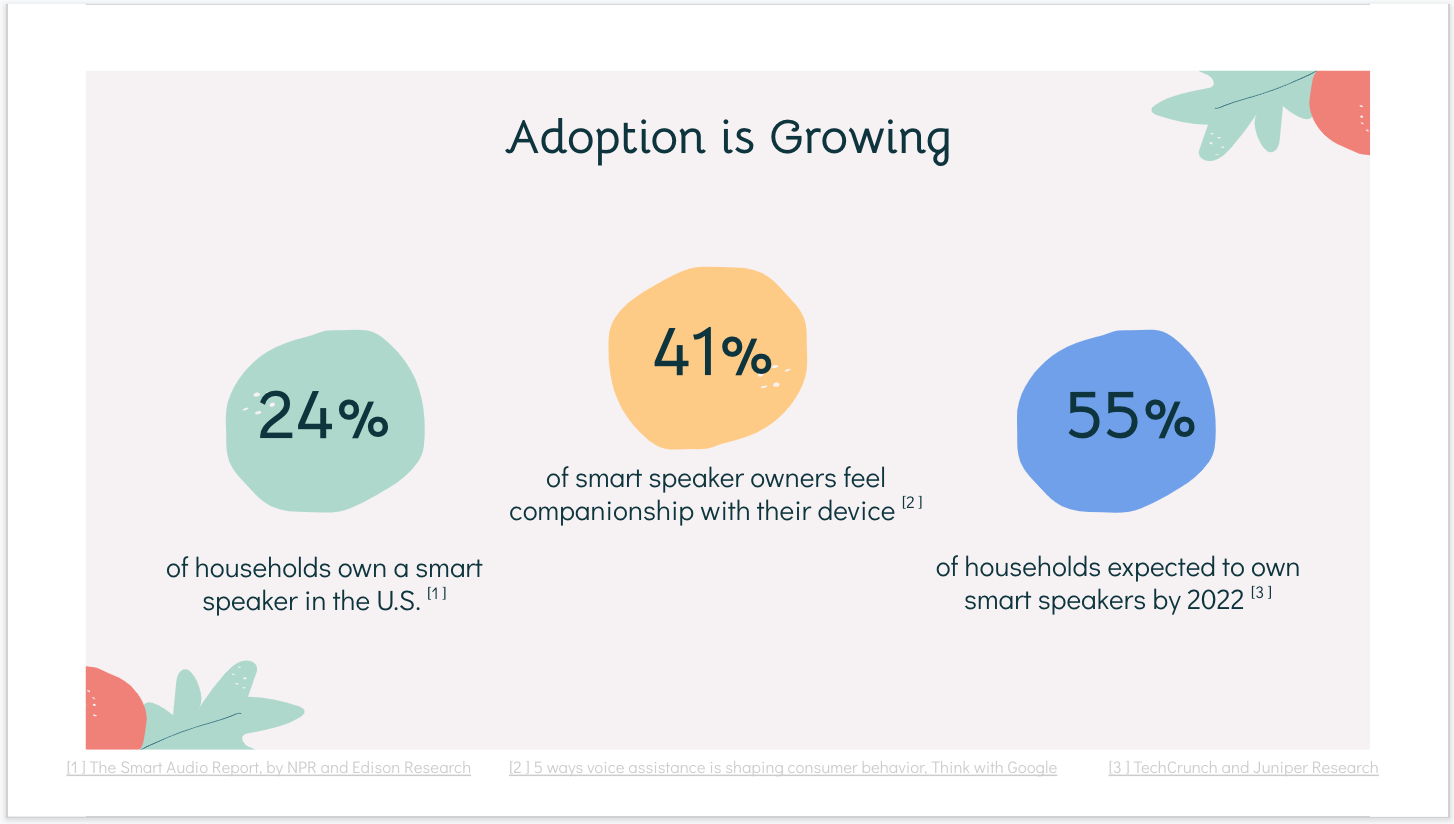 Adoption is Growing
24%
of households own a smart
speaker in the U.S. [1]
41%
of smart speaker owners feel
companionship with their device [2]
55%
of households expected to own
smart speakers by 2022 [3]
[1] The Smart Audio Report, by NPR and Edison Research
[2] 5 ways voice assistance is shaping consumer behavior, Think with Google
[3] TechCrunch and Juniper Research